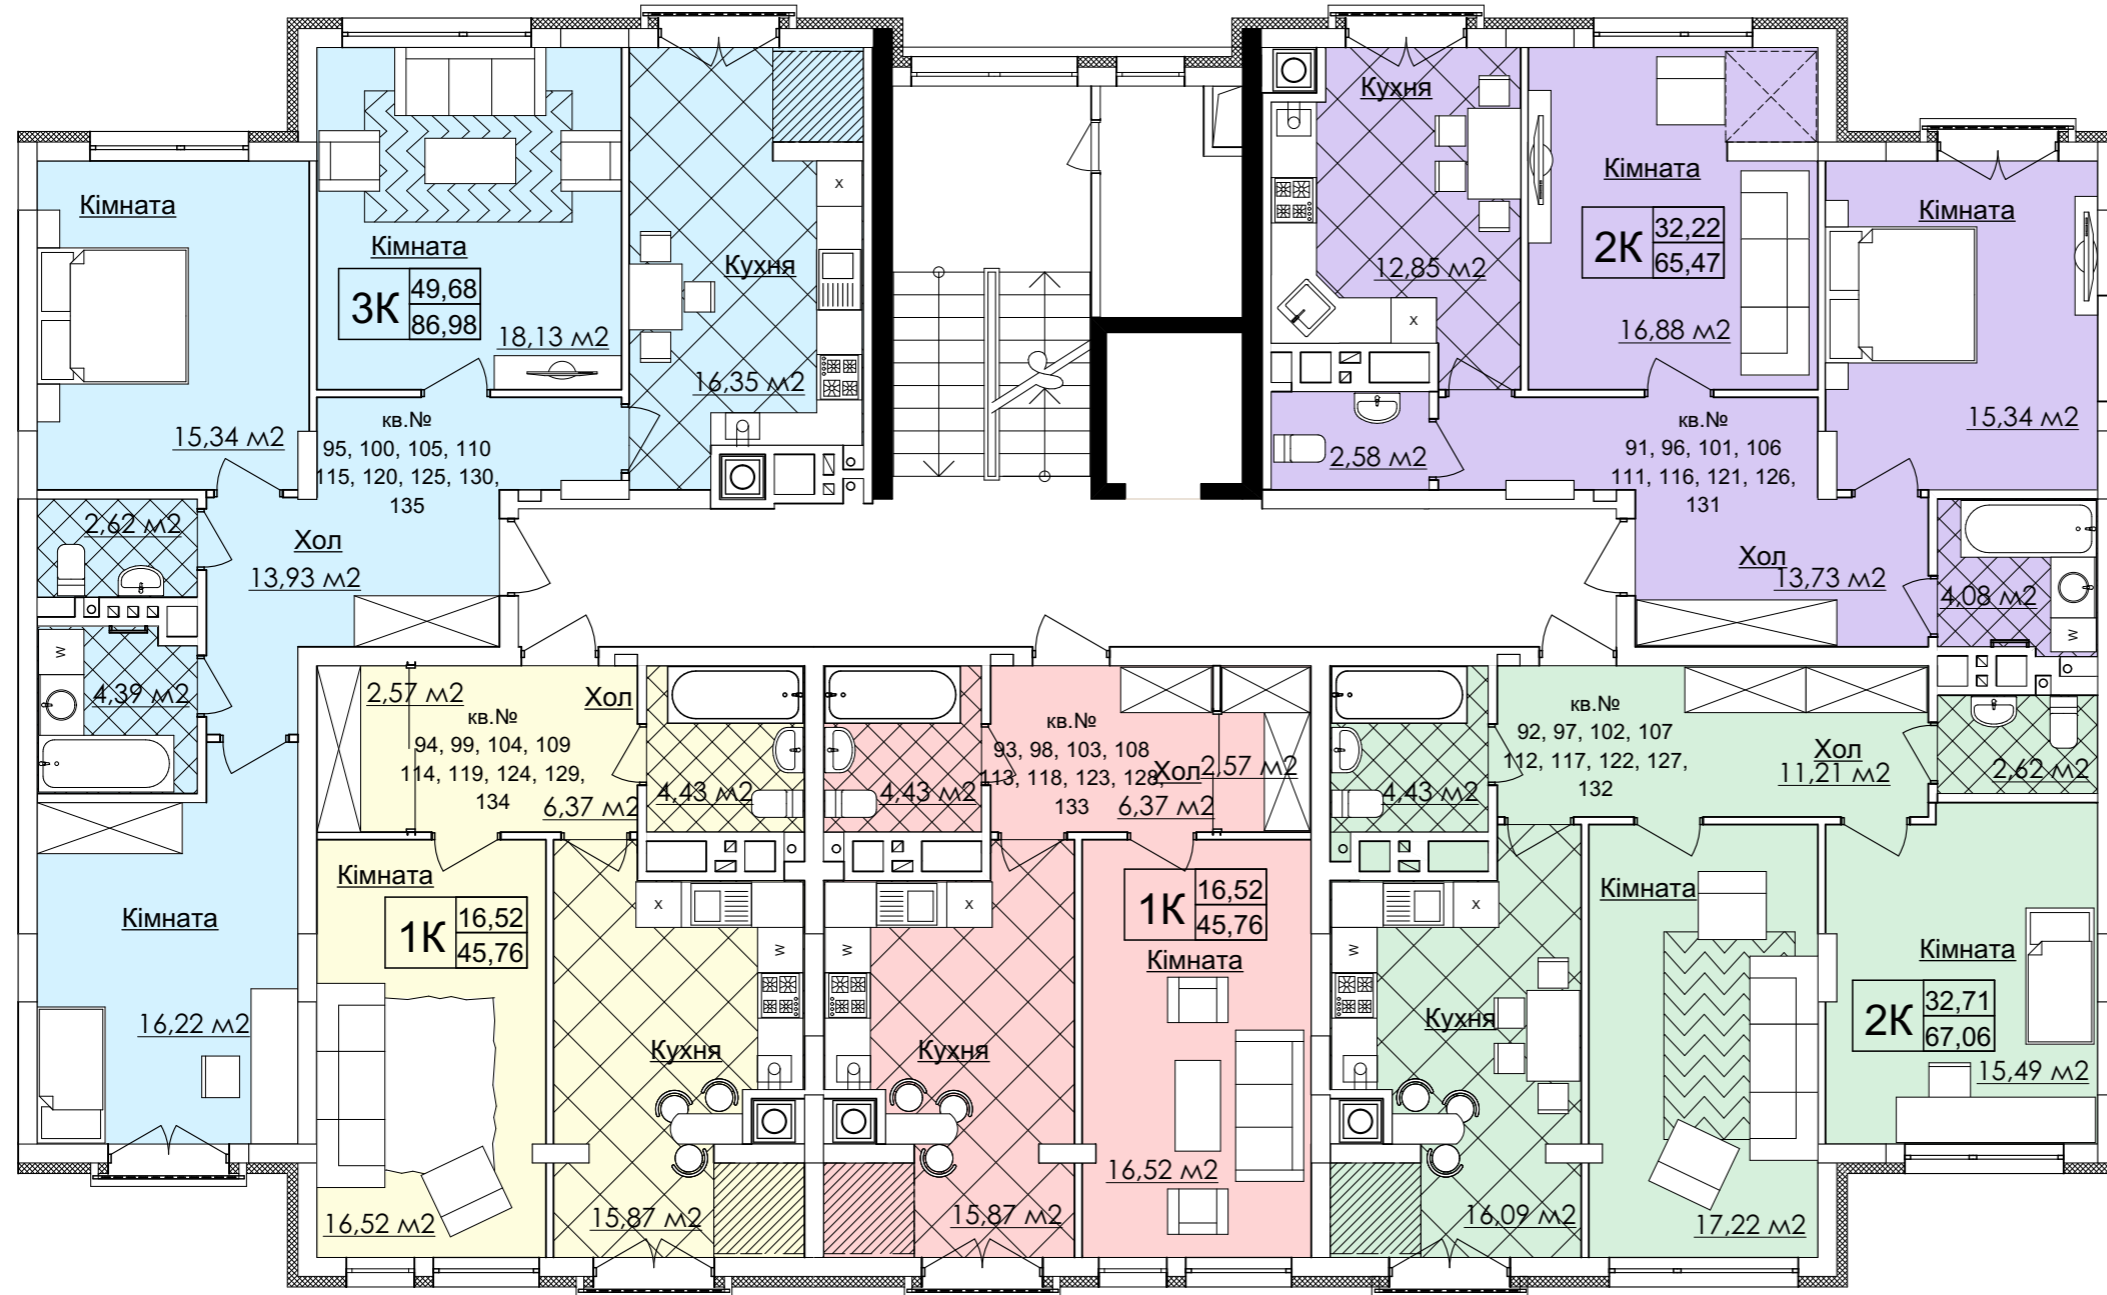 Кімната
15,34 м2
Кімната
3К
49,68
86,98
18,13 м2
Кухня
16,35 м2
X
кв.№
95, 100, 105, 110
115, 120, 125, 130,
135
2,62 м2
Хол
13,93 м2
W
4,39 м2
Кімната
16,22 м2
Кухня
12,85 м2
X
Кімната
2К
32,22
65,47
16,88 м2
Кімната
15,34 м2
2,58 м2
кв.№
91, 96, 101, 106
111, 116, 121, 126,
131
Хол
13,73 м2
4,08 м2
W
2,57 м2
Хол
кв.№
94, 99, 104, 109
114, 119, 124, 129,
134
6,37 м2
4,43 м2
Кімната
1К
16,52
45,76
16,52 м2
X
W
Кухня
15,87 м2
4,43 м2
кв.№
93, 98, 103, 108
113, 118, 123, 128,
133
Хол
2,57 м2
6,37 м2
X
W
Кухня
15,87 м2
1К
16,52
45,76
Кімната
16,52 м2
4,43 м2
кв.№
92, 97, 102, 107
112, 117, 122, 127,
132
Хол
11,21 м2
2,62 м2
X
W
Кухня
16,09 м2
Кімната
17,22 м2
Кімната
2К
32,71
67,06
15,49 м2